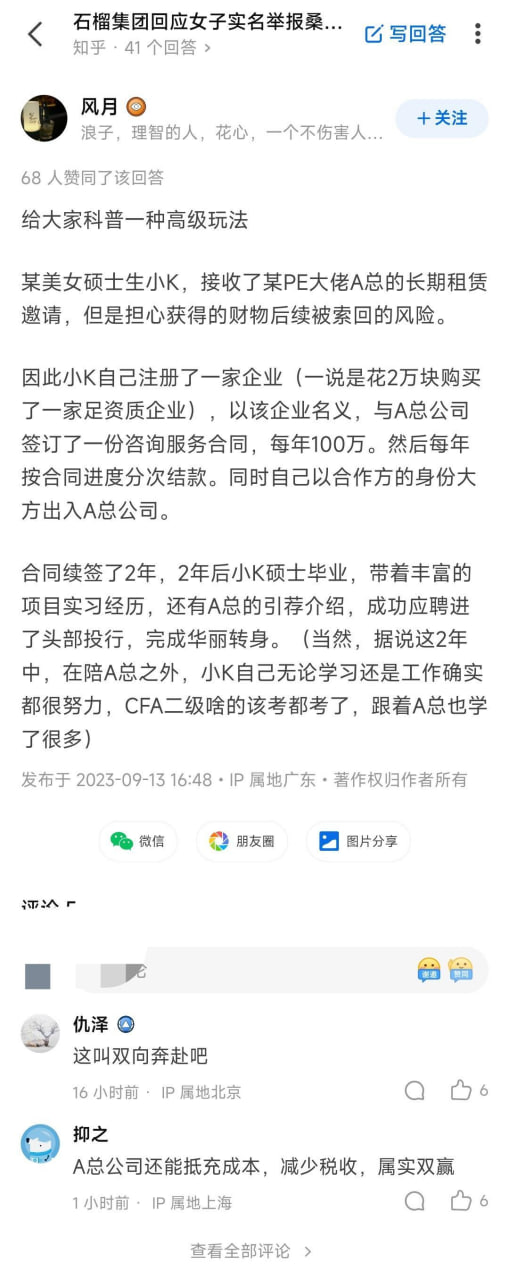 石榴集团回应女子实名举报桑...
知乎 · 41 个回答 >
写回答
风月
浪子，理智的人，花心，一个不伤害人...
+关注
68 人赞同了该回答
给大家科普一种高级玩法
某美女硕士生小K，接收了某PE大佬A总的长期租赁
邀请，但是担心获得的财物后续被索回的风险。
因此小K自己注册了一家企业（一说是花2万块购买
了一家足资质企业），以该企业名义，与A总公司
签订了一份咨询服务合同，每年100万。然后每年
按合同进度分次结款。同时自己以合作方的身份大
方出入A总公司。
合同续签了2年，2年后小K硕士毕业，带着丰富的
项目实习经历，还有A总的引荐介绍，成功应聘进
了头部投行，完成华丽转身。（当然，据说这2年
中，在陪A总之外，小K自己无论学习还是工作确实
都很努力，CFA二级啥的该考都考了，跟着A总也学
了很多）
发布于 2023-09-13 16:48 · IP 属地广东 · 著作权归作者所有
微信
朋友圈
图片分享
评论 5
论
谢邀
赞同
仇泽
这叫双向奔赴吧
16 小时前 · IP 属地北京
6
抑之
A总公司还能抵充成本，减少税收，属实双赢
1 小时前 · IP 属地上海
6
查看全部评论 >